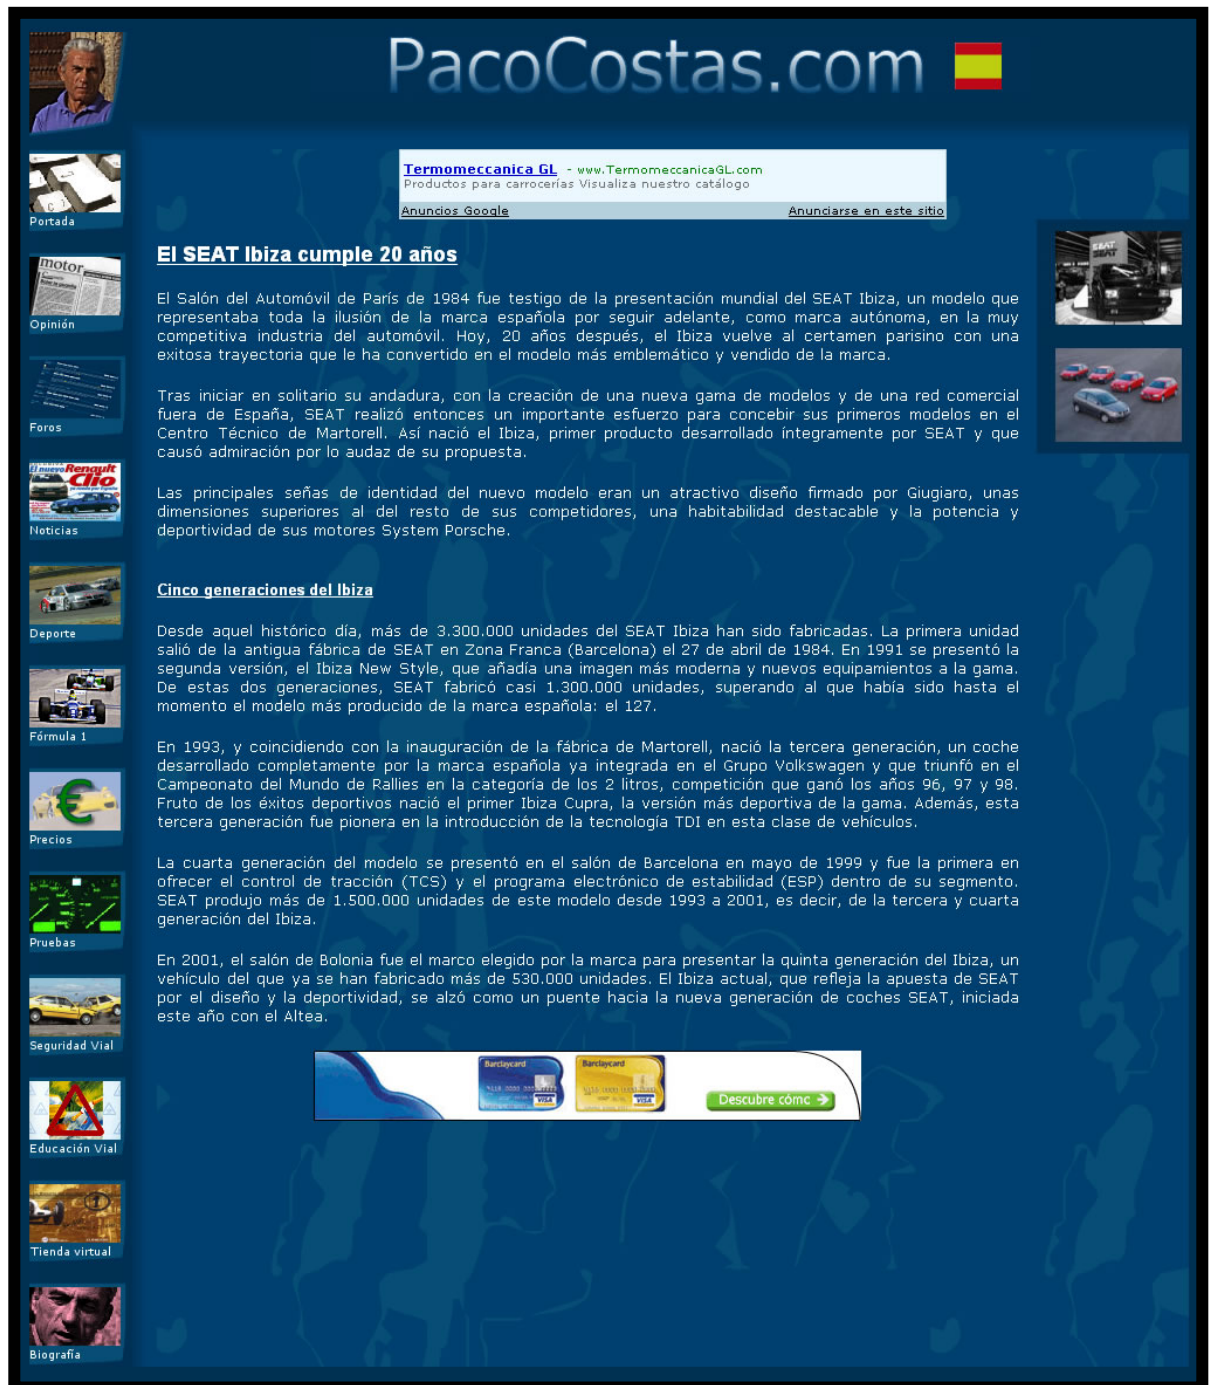 PacoCostas.com
Termomeccanica GL - www.TermomeccanicaGL.com
Productos para carrocerías Visualiza nuestro catálogo
Anuncios Google Anunciarse en este sitio
Portada
motor
Opinión
Foros
El nuevo Renault
Clio
Noticias
Deporte
Fórmula 1
€
Precios
Pruebas
Seguridad Vial
Educación Vial
1
Tienda virtual
Biografía
El SEAT Ibiza cumple 20 años
El Salón del Automóvil de París de 1984 fue testigo de la presentación mundial del SEAT Ibiza, un modelo que
representaba toda la ilusión de la marca española por seguir adelante, como marca autónoma, en la muy
competitiva industria del automóvil. Hoy, 20 años después, el Ibiza vuelve al certamen parisino con una
exitosa trayectoria que le ha convertido en el modelo más emblemático y vendido de la marca.
Tras iniciar en solitario su andadura, con la creación de una nueva gama de modelos y de una red comercial
fuera de España, SEAT realizó entonces un importante esfuerzo para concebir sus primeros modelos en el
Centro Técnico de Martorell. Así nació el Ibiza, primer producto desarrollado íntegramente por SEAT y que
causó admiración por lo audaz de su propuesta.
Las principales señas de identidad del nuevo modelo eran un atractivo diseño firmado por Giugiaro, unas
dimensiones superiores al del resto de sus competidores, una habitabilidad destacable y la potencia y
deportividad de sus motores System Porsche.
Cinco generaciones del Ibiza
Desde aquel histórico día, más de 3.300.000 unidades del SEAT Ibiza han sido fabricadas. La primera unidad
salió de la antigua fábrica de SEAT en Zona Franca (Barcelona) el 27 de abril de 1984. En 1991 se presentó la
segunda versión, el Ibiza New Style, que añadía una imagen más moderna y nuevos equipamientos a la gama.
De estas dos generaciones, SEAT fabricó casi 1.300.000 unidades, superando al que había sido hasta el
momento el modelo más producido de la marca española: el 127.
En 1993, y coincidiendo con la inauguración de la fábrica de Martorell, nació la tercera generación, un coche
desarrollado completamente por la marca española ya integrada en el Grupo Volkswagen y que triunfó en el
Campeonato del Mundo de Rallies en la categoría de los 2 litros, competición que ganó los años 96, 97 y 98.
Fruto de los éxitos deportivos nació el primer Ibiza Cupra, la versión más deportiva de la gama. Además, esta
tercera generación fue pionera en la introducción de la tecnología TDI en esta clase de vehículos.
La cuarta generación del modelo se presentó en el salón de Barcelona en mayo de 1999 y fue la primera en
ofrecer el control de tracción (TCS) y el programa electrónico de estabilidad (ESP) dentro de su segmento.
SEAT produjo más de 1.500.000 unidades de este modelo desde 1993 a 2001, es decir, de la tercera y cuarta
generación del Ibiza.
En 2001, el salón de Bolonia fue el marco elegido por la marca para presentar la quinta generación del Ibiza, un
vehículo del que ya se han fabricado más de 530.000 unidades. El Ibiza actual, que refleja la apuesta de SEAT
por el diseño y la deportividad, se alzó como un puente hacia la nueva generación de coches SEAT, iniciada
este año con el Altea.
SEAT
SEAT
Barclaycard Barclaycard
VISA VISA
Descubre cómo